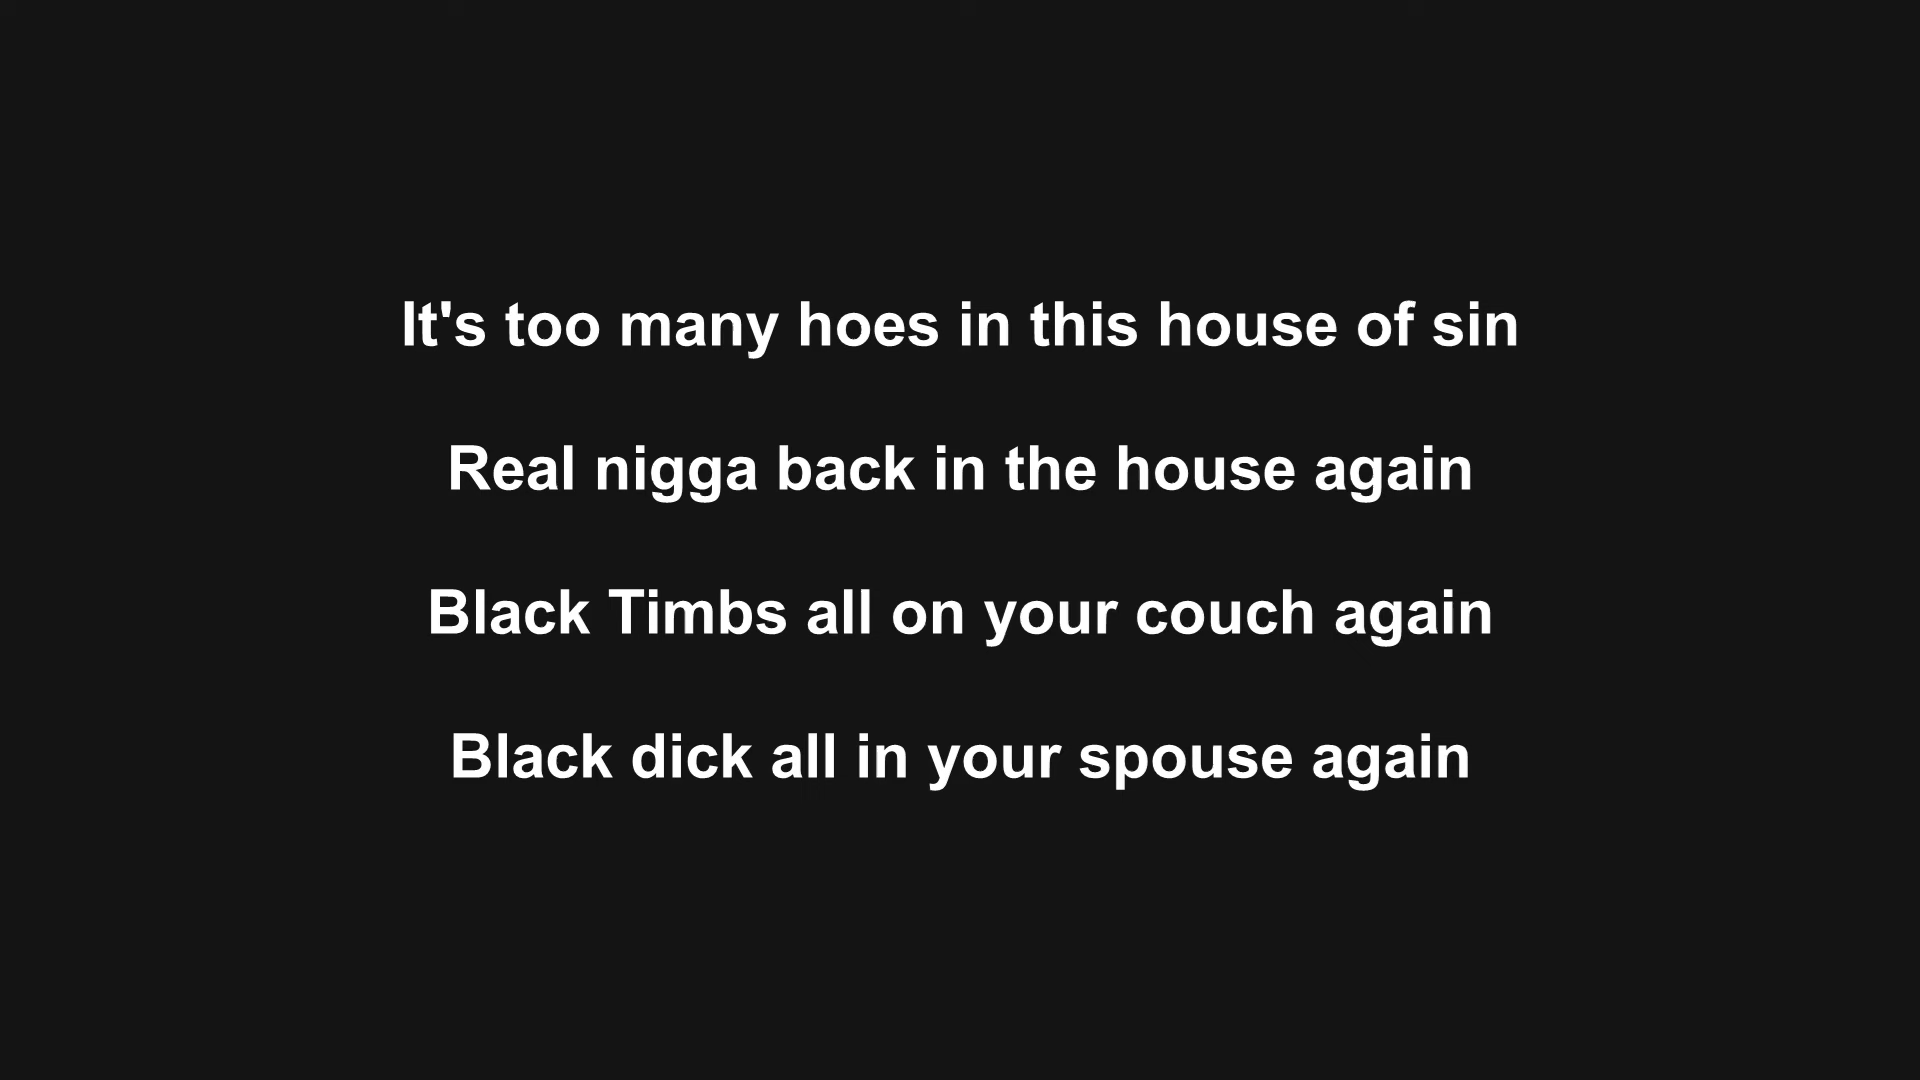 It's too many hoes in this house of sin
Real nigga back in the house again
Black Timbs all on your couch again
Black dick all in your spouse again